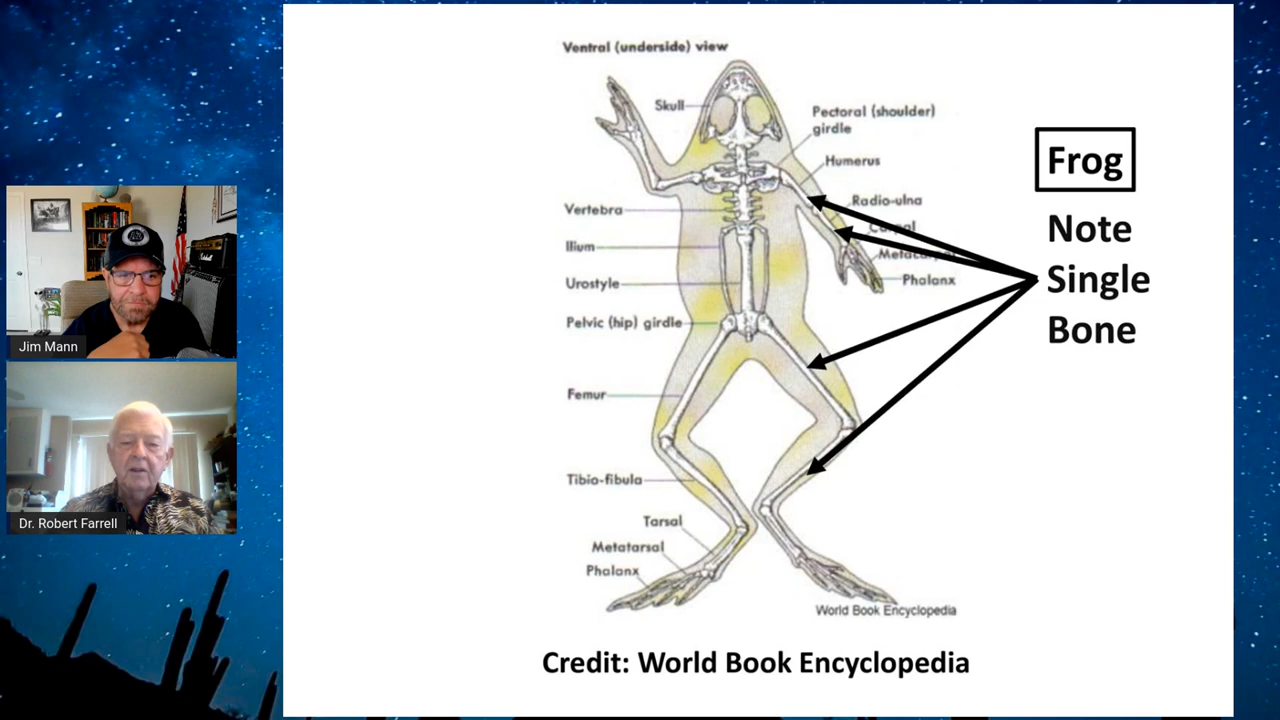 Ventral (underside) view
Skull
Pectoral (shoulder)
girdle
Humerus
Radio-ulna
Carpal
Metacarpal
Phalanx
Vertebra
Ilium
Urostyle
Pelvic (hip) girdle
Femur
Tibio-fibula
Tarsal
Metatarsal
Phalanx
World Book Encyclopedia
Credit: World Book Encyclopedia
Frog
Note
Single
Bone
Jim Mann
Dr. Robert Farrell